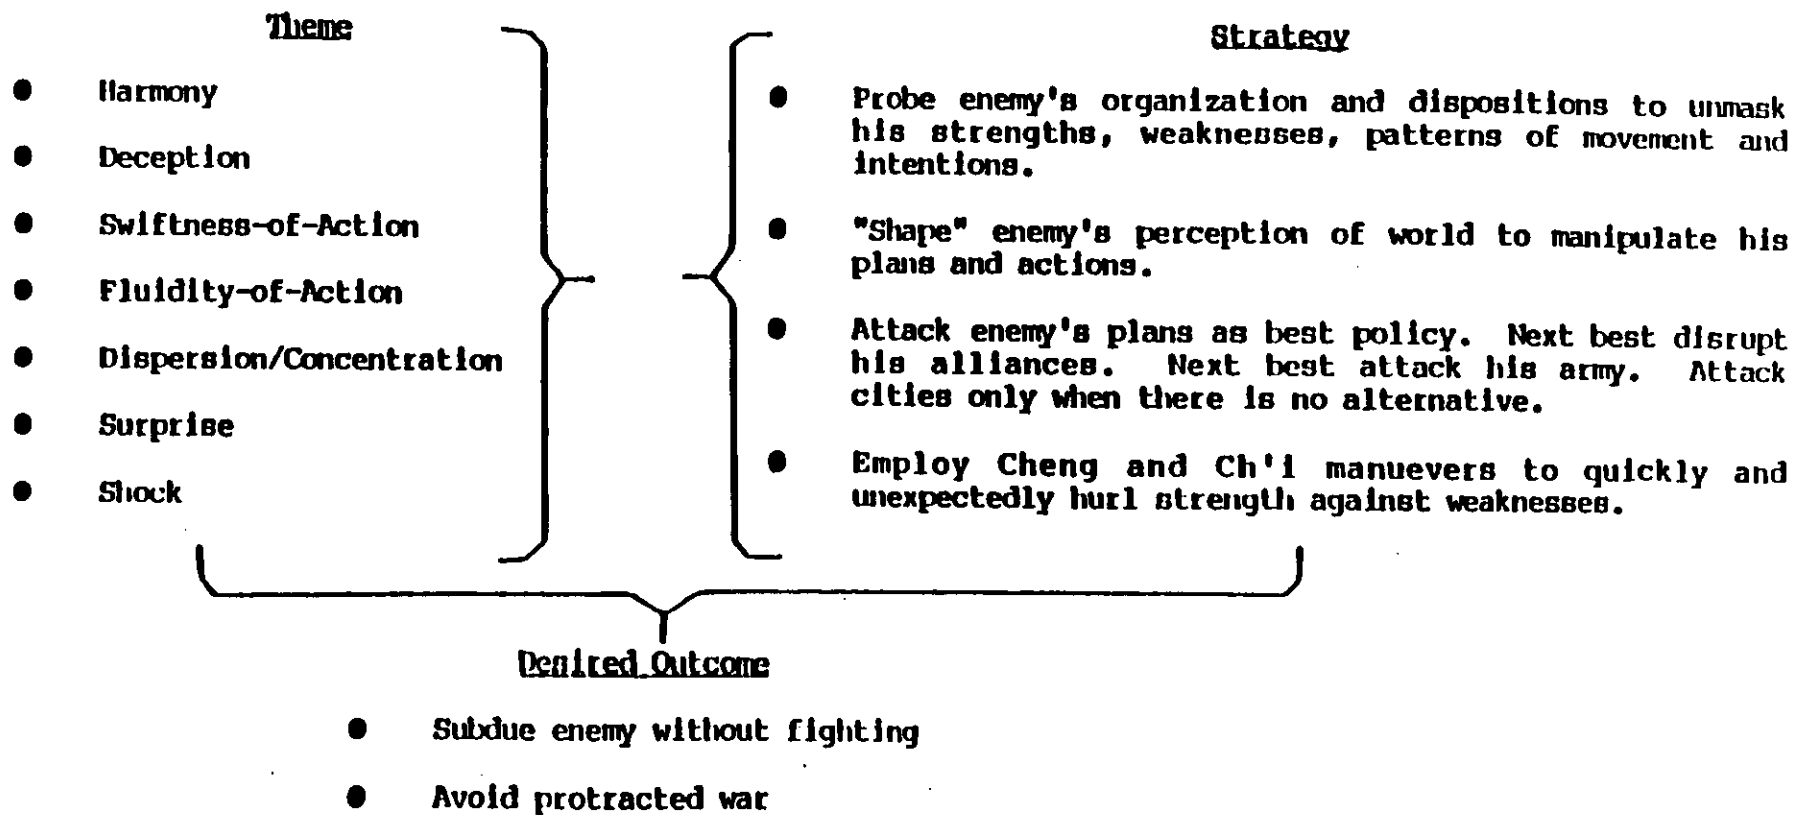 Theme
Harmony
Deception
Swiftness-of-Action
Fluidity-of-Action
Dispersion/Concentration
Surprise
Shock
Strategy
Probe enemy's organization and dispositions to unmask
his strengths, weaknesses, patterns of movement and
intentions.
"Shape" enemy's perception of world to manipulate his
plans and actions.
Attack enemy's plans as best policy. Next best disrupt
his alliances. Next best attack his army. Attack
cities only when there is no alternative.
Employ Cheng and Ch'i manuevers to quickly and
unexpectedly hurl strength against weaknesses.
Desired Outcome
Subdue enemy without fighting
Avoid protracted war